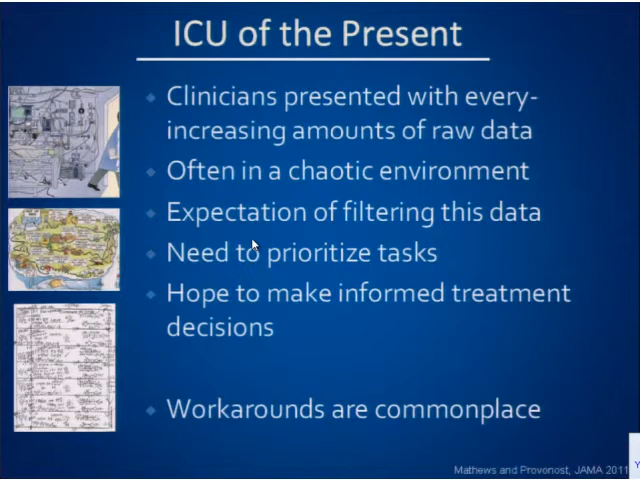 ICU of the Present
Clinicians presented with every-
increasing amounts of raw data
Often in a chaotic environment
Expectation of filtering this data
Need to prioritize tasks
Hope to make informed treatment
decisions
Workarounds are commonplace
Mathews and Provonost, JAMA 2011
Y